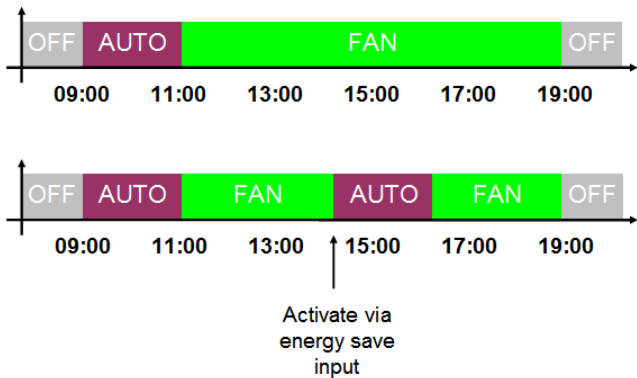 OFF AUTO FAN OFF
09:00 11:00 13:00 15:00 17:00 19:00
OFF AUTO FAN AUTO FAN OFF
09:00 11:00 13:00 15:00 17:00 19:00
Activate via
energy save
input